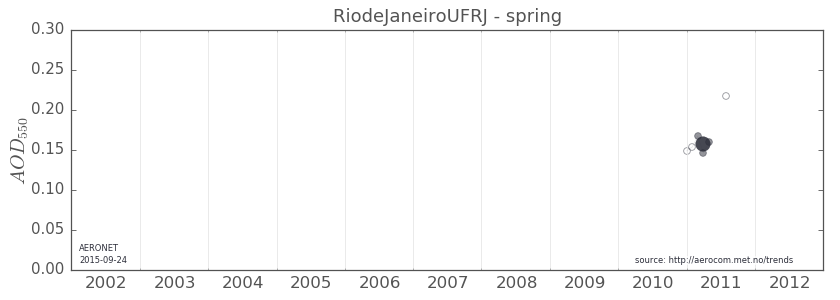 RiodeJaneiroUFRJ - spring
0.30
0.25
0.20
0.15
0.10
0.05
0.00
AOD550
AERONET
2015-09-24
source: http://aerocom.met.no/trends
2002 2003 2004 2005 2006 2007 2008 2009 2010 2011 2012